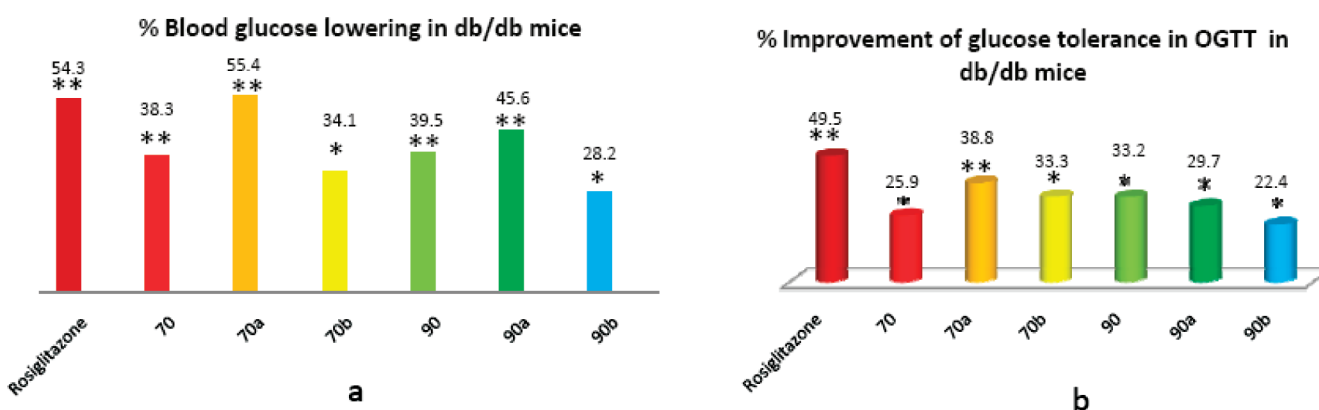 % Blood glucose lowering in db/db mice
54.3
**
38.3
**
55.4
**
34.1
*
39.5
**
45.6
**
28.2
*
Rosiglitazone
70
70a
70b
90
90a
90b
a
% Improvement of glucose tolerance in OGTT in
db/db mice
49.5
**
25.9
*
38.8
**
33.3
*
33.2
*
29.7
*
22.4
*
Rosiglitazone
70
70a
70b
90
90a
90b
b